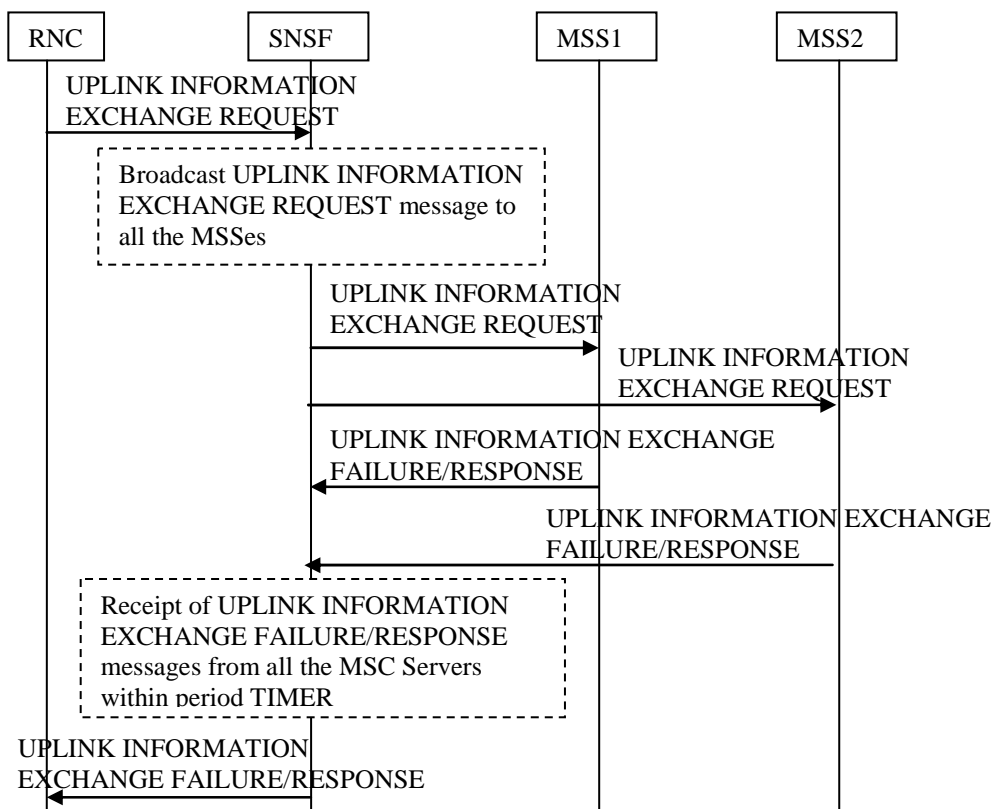 RNC
SNSF
MSS1
MSS2
UPLINK INFORMATION
EXCHANGE REQUEST
Broadcast UPLINK INFORMATION
EXCHANGE REQUEST message to
all the MSSes
UPLINK INFORMATION
EXCHANGE REQUEST
UPLINK INFORMATION
EXCHANGE REQUEST
UPLINK INFORMATION EXCHANGE
FAILURE/RESPONSE
UPLINK INFORMATION EXCHANGE
FAILURE/RESPONSE
Receipt of UPLINK INFORMATION
EXCHANGE FAILURE/RESPONSE
messages from all the MSC Servers
within period TIMER
UPLINK INFORMATION
EXCHANGE FAILURE/RESPONSE